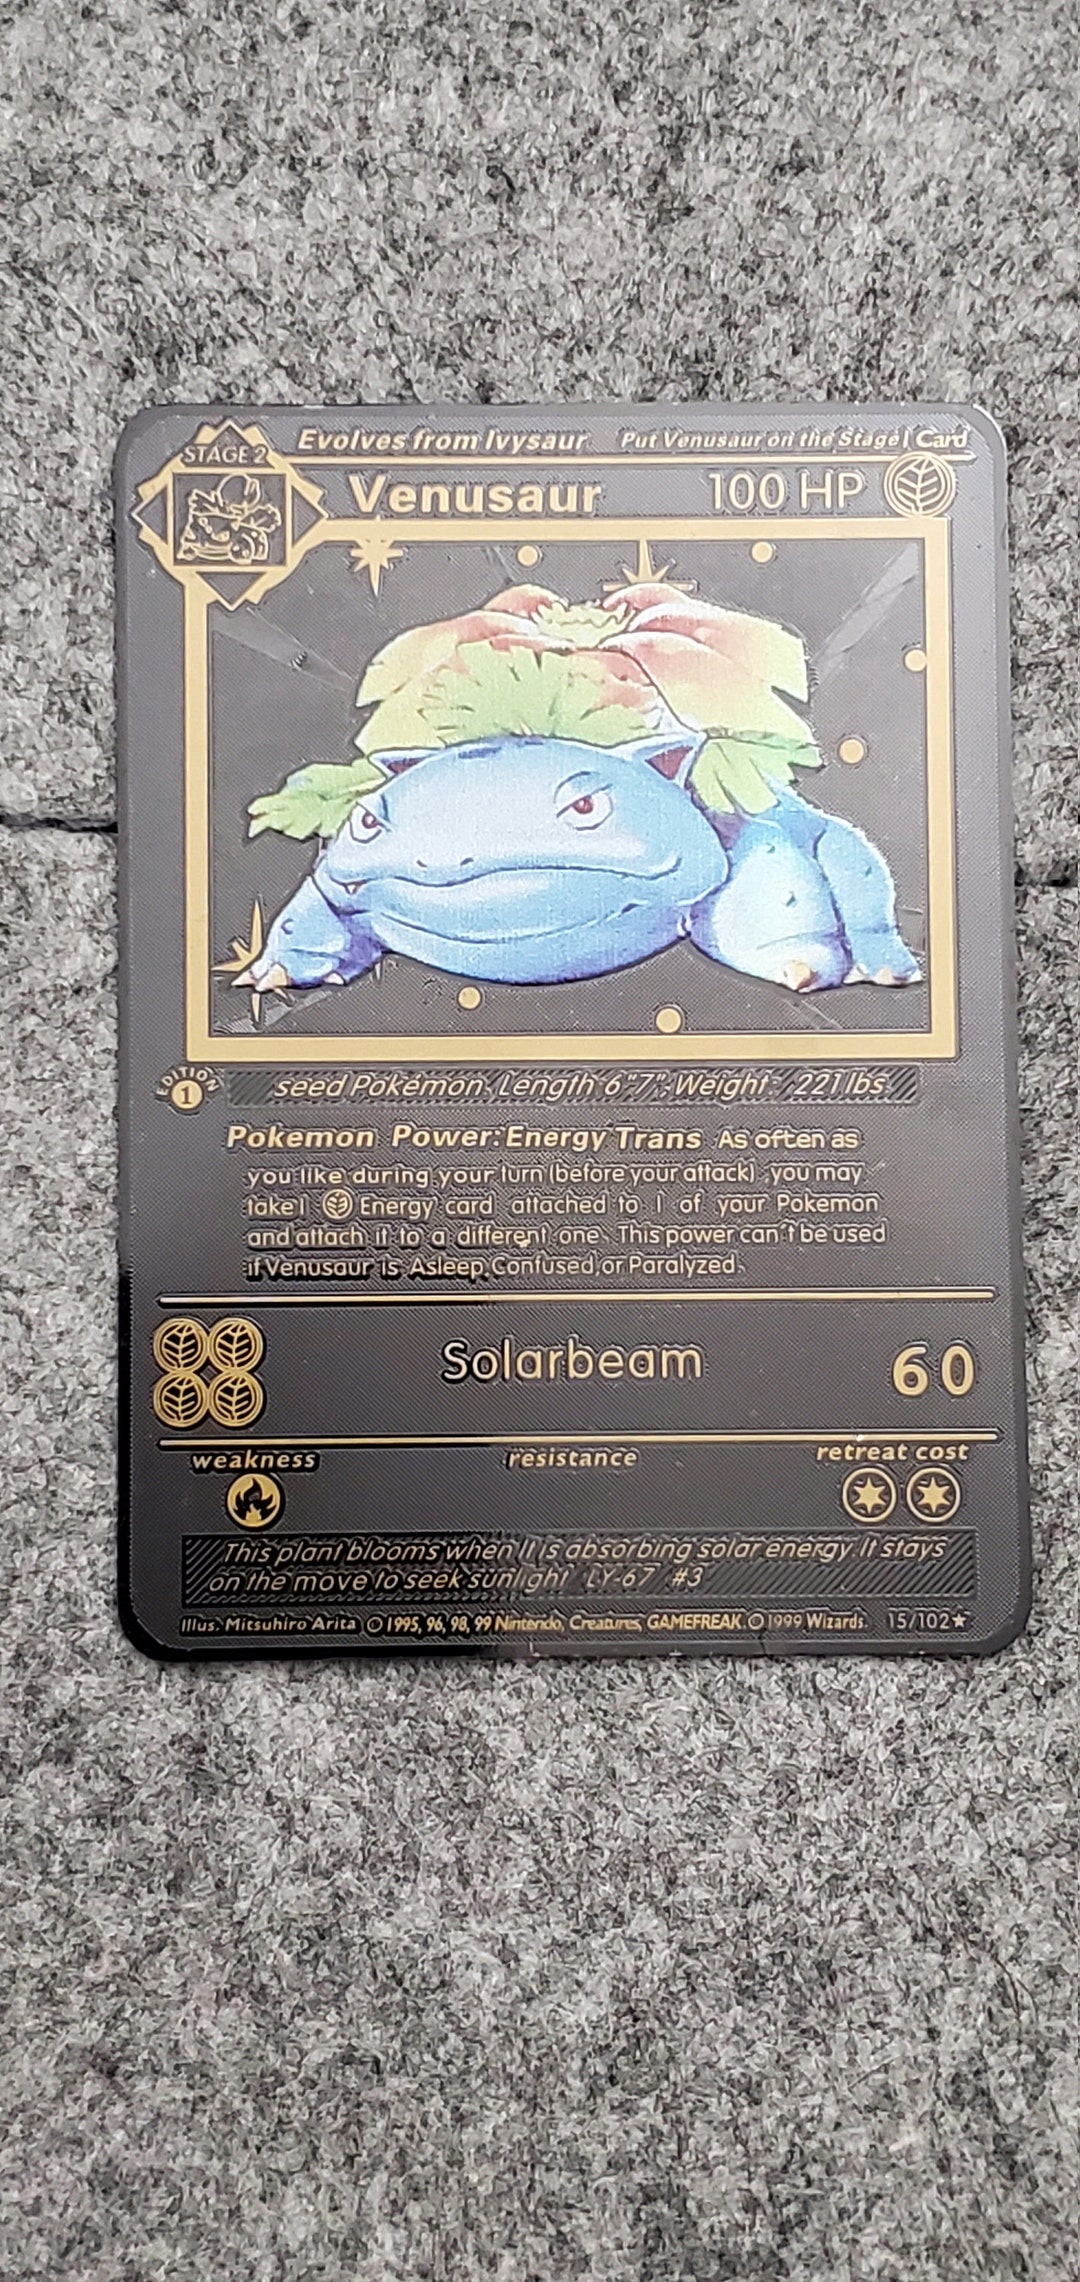 Evolves from Ivysaur Put Venusaur on the Stage 1 Card
STAGE 2
Venusaur 100 HP
EDITION
1
seed Pokémon. Length 6"7", Weight: 221 lbs.
Pokemon Power: Energy Trans As often as
you like during your turn (before your attack), you may
take 1 Energy card attached to 1 of your Pokemon
and attach it to a different one. This power can't be used
if Venusaur is Asleep, Confused, or Paralyzed.
Solarbeam 60
weakness resistance retreat cost
This plant blooms when it is absorbing solar energy It stays
on the move to seek sunlight LY-67 #3
Illus. Mitsuhiro Arita ©1995, 96, 98, 99 Nintendo, Creatures, GAMEFREAK. ©1999 Wizards. 15/102★